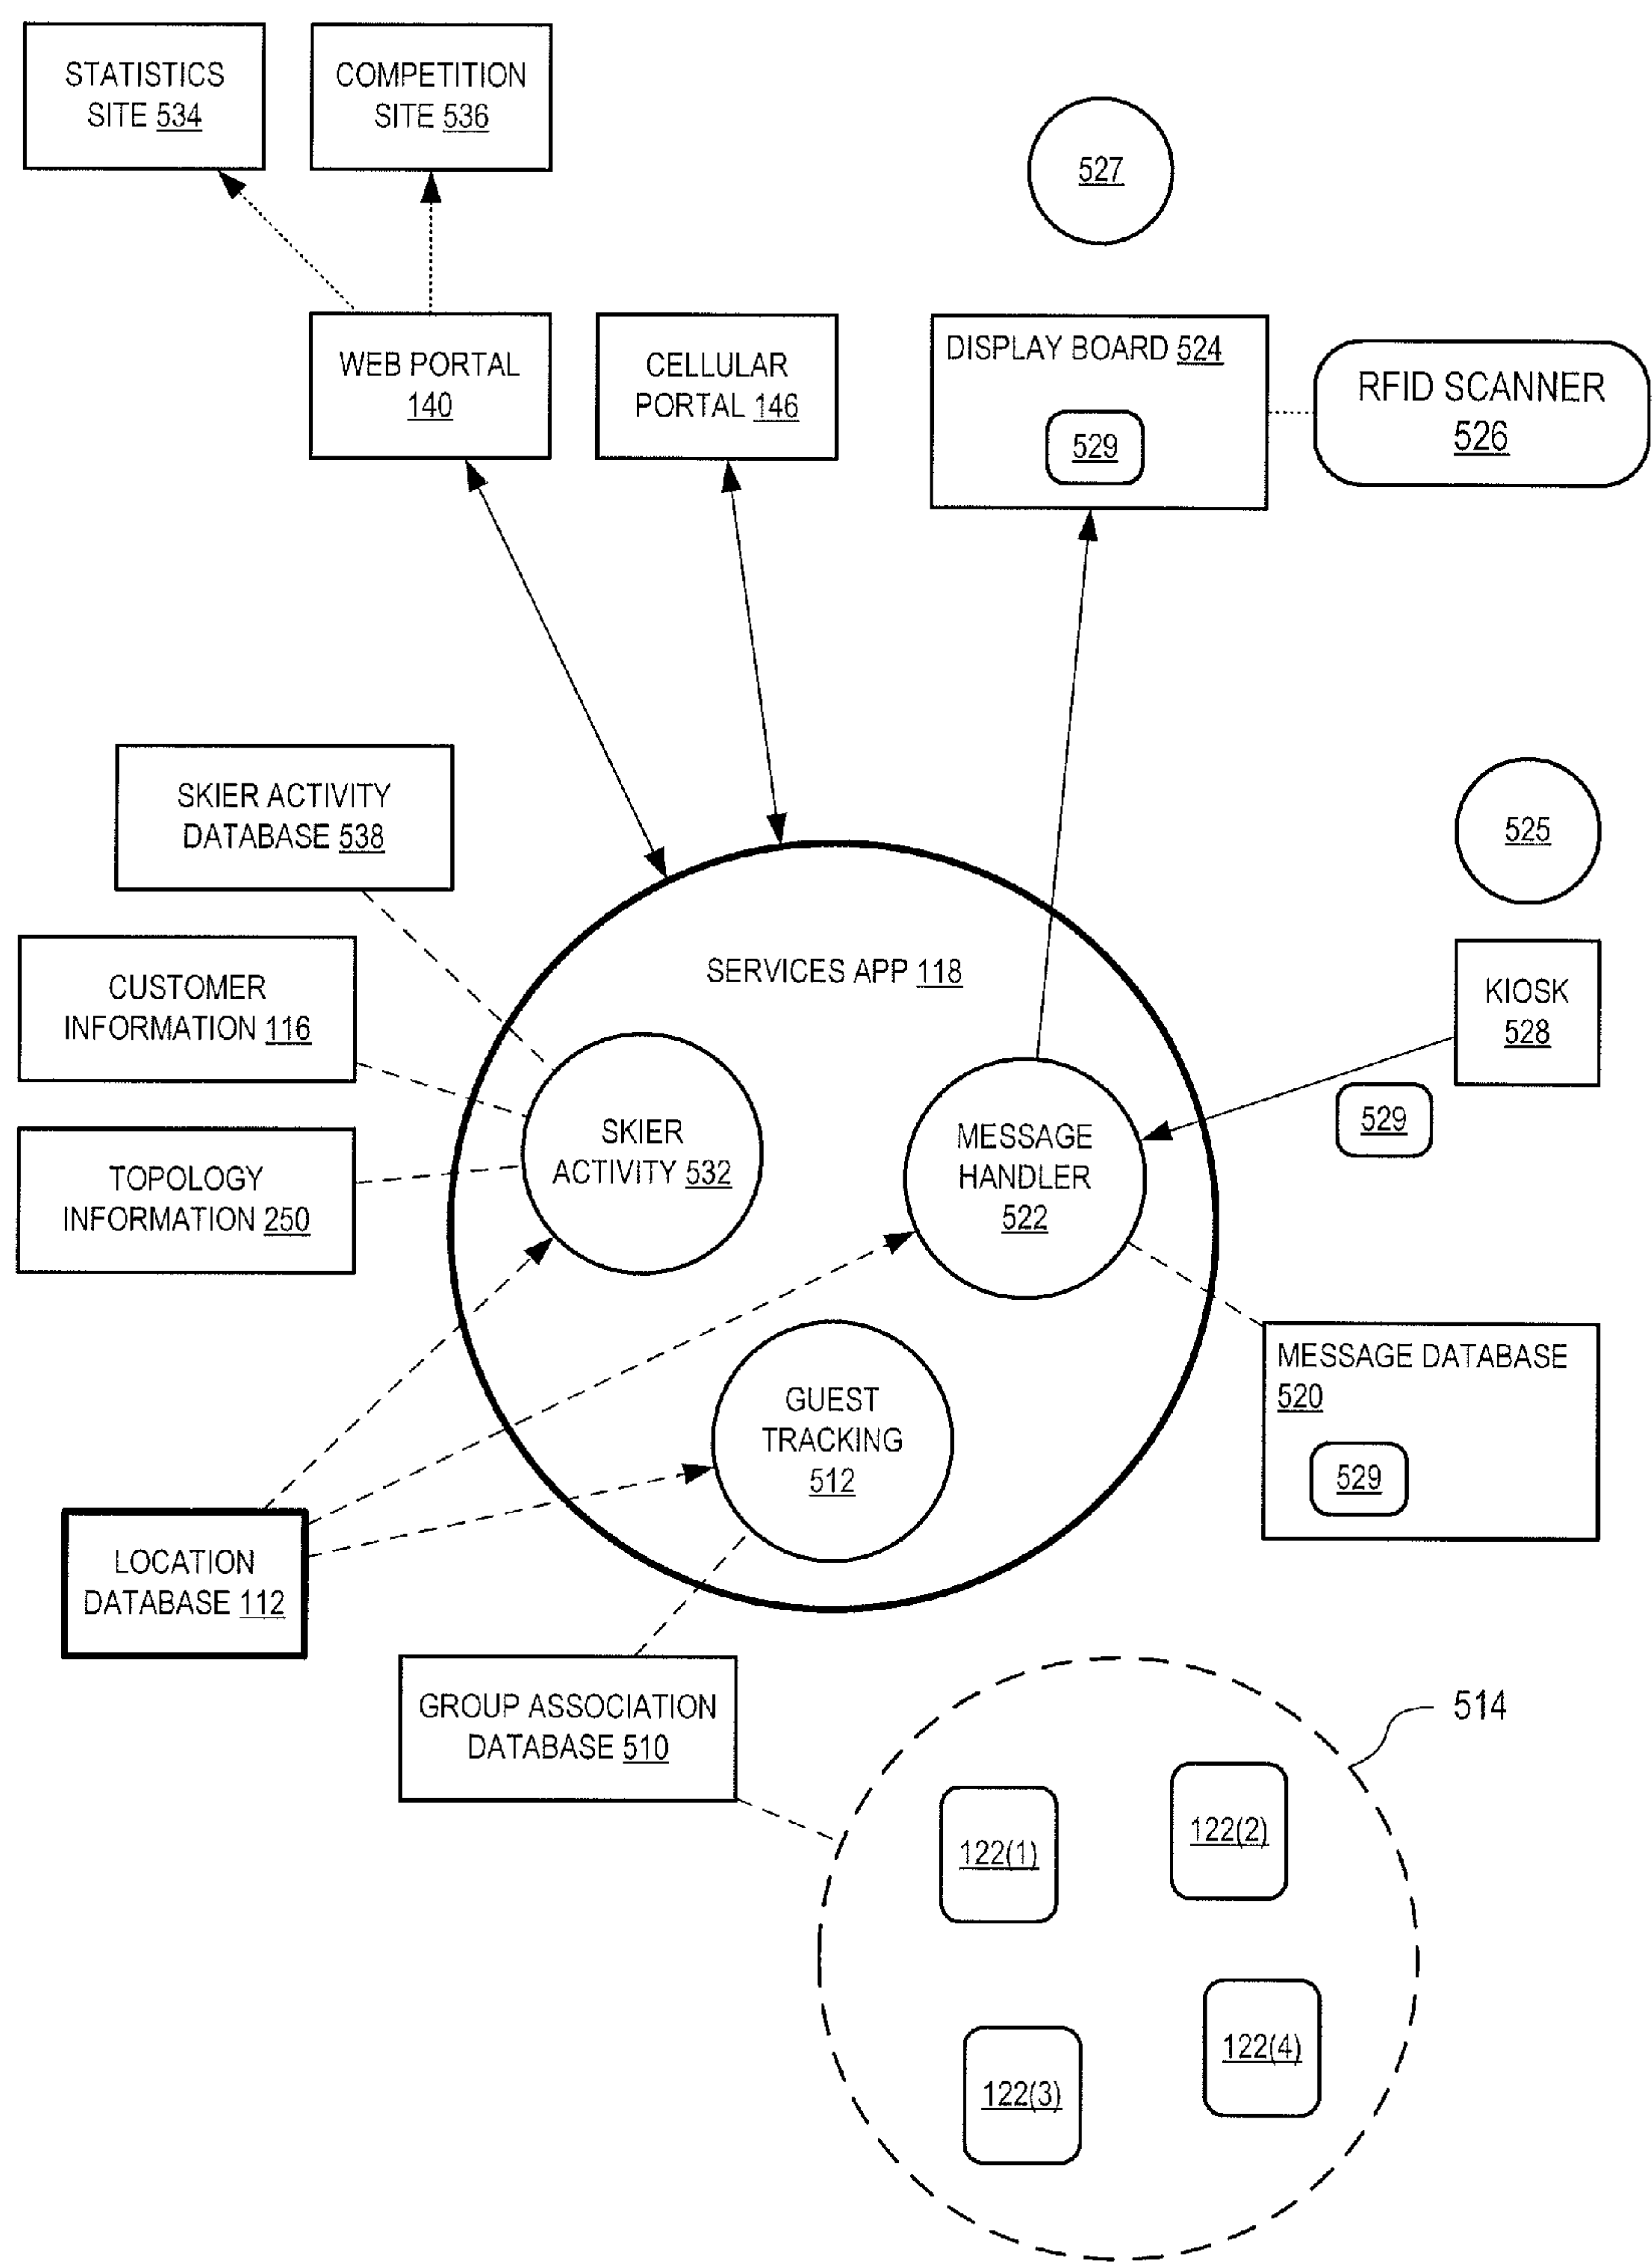 STATISTICS
SITE 534
COMPETITION
SITE 536
527
WEB PORTAL
140
CELLULAR
PORTAL 146
DISPLAY BOARD 524
529
RFID SCANNER
526
SKIER ACTIVITY
DATABASE 538
525
CUSTOMER
INFORMATION 116
SERVICES APP 118
KIOSK
528
529
TOPOLOGY
INFORMATION 250
SKIER
ACTIVITY 532
MESSAGE
HANDLER
522
MESSAGE DATABASE
520
529
GUEST
TRACKING
512
LOCATION
DATABASE 112
GROUP ASSOCIATION
DATABASE 510
514
122(1)
122(2)
122(3)
122(4)